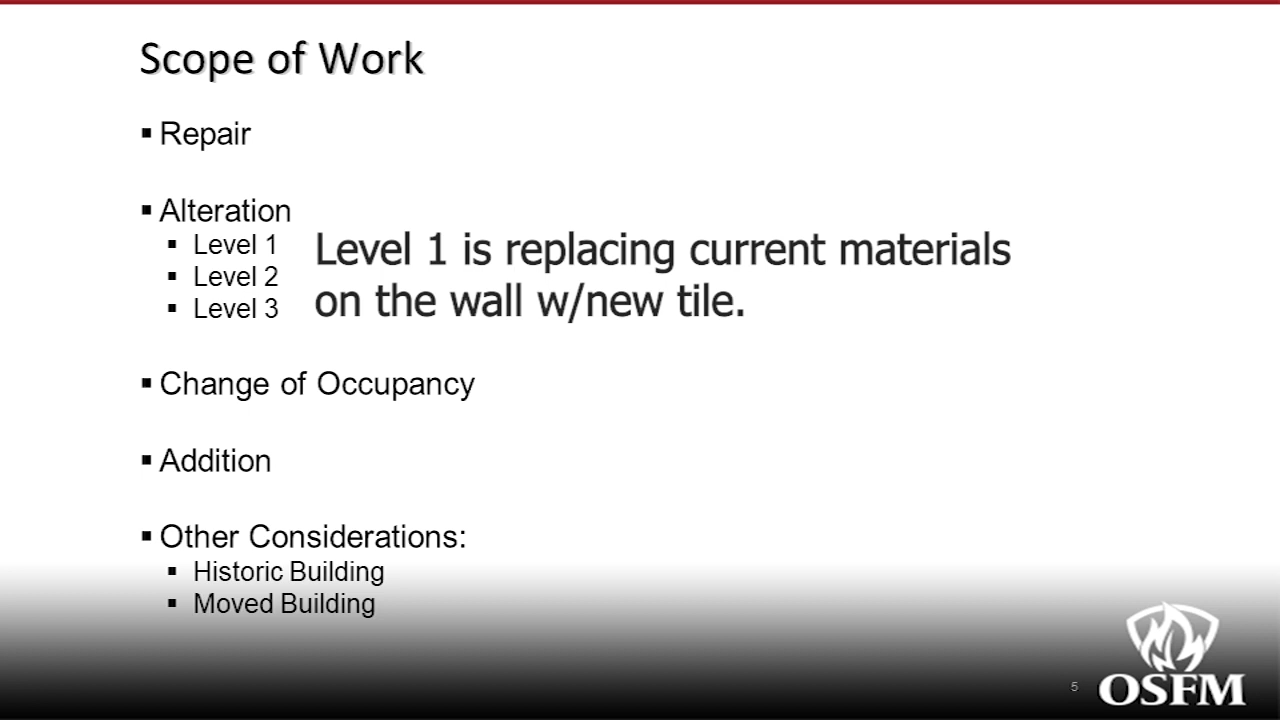 Scope of Work
▪ Repair
▪ Alteration
▪ Level 1
▪ Level 2
▪ Level 3
Level 1 is replacing current materials
on the wall w/new tile.
▪ Change of Occupancy
▪ Addition
▪ Other Considerations:
▪ Historic Building
▪ Moved Building
5
OSFM